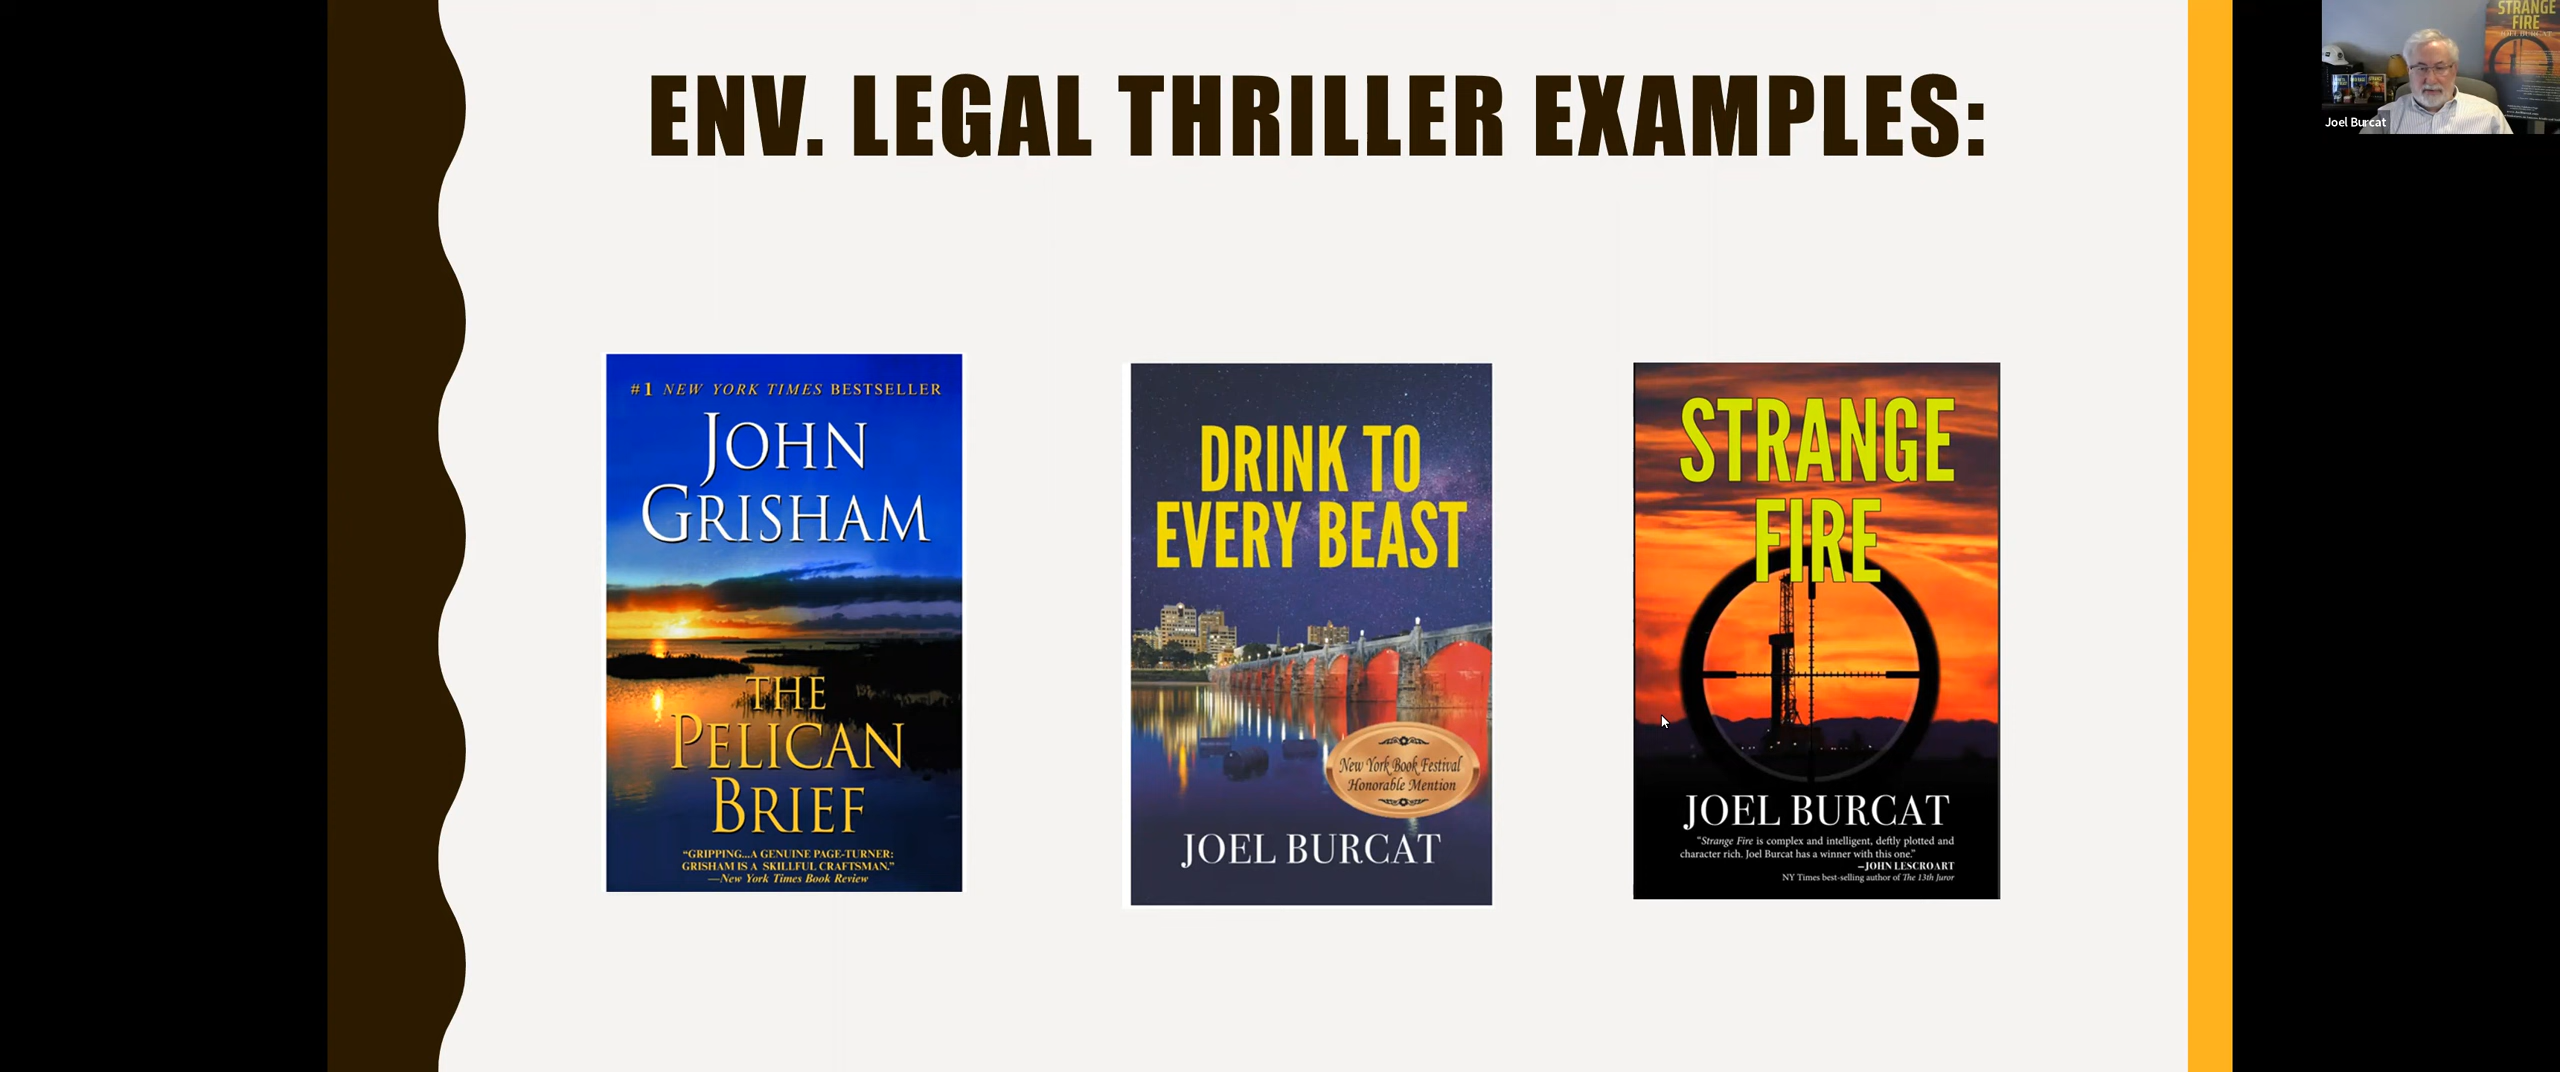 ENV. LEGAL THRILLER EXAMPLES:
#1 NEW YORK TIMES BESTSELLER
JOHN
GRISHAM
THE
PELICAN
BRIEF
“GRIPPING...A GENUINE PAGE-TURNER:
GRISHAM IS A SKILLFUL CRAFTSMAN.”
—New York Times Book Review
DRINK TO
EVERY BEAST
New York Book Festival
Honorable Mention
JOEL BURCAT
STRANGE
FIRE
JOEL BURCAT
“Strange Fire is complex and intelligent, deftly plotted and
character rich. Joel Burcat has a winner with this one.”
—JOHN LESCROART
NY Times best-selling author of The 13th Juror
STRANGE
FIRE
JOEL BURCAT
Joel Burcat